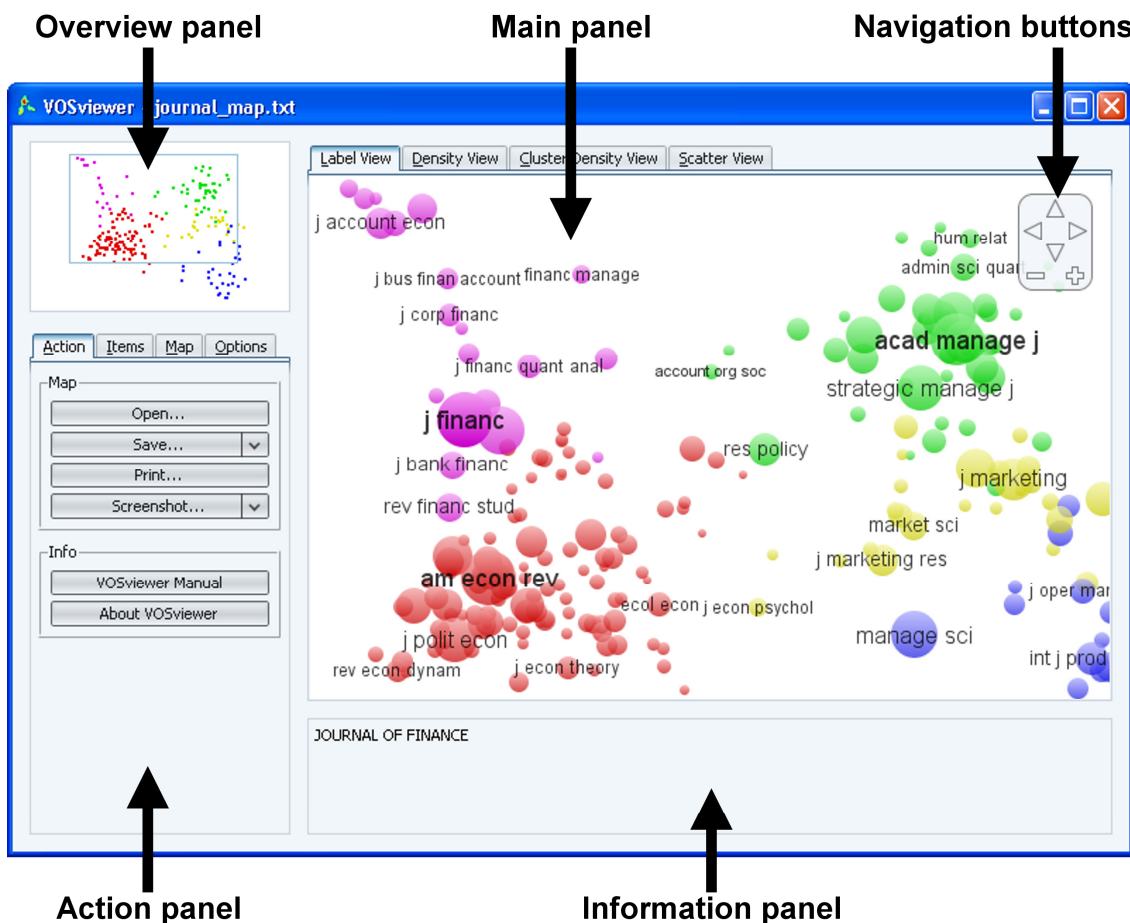 Overview panel
Main panel
Navigation buttons
VOSviewer - journal_map.txt
Label View
Density View
Cluster Density View
Scatter View
j account econ
hum relat
j bus finan account
financ manage
admin sci quart
j corp financ
acad manage j
j financ quant anal
account org soc
strategic manage j
j financ
res policy
j bank financ
j marketing
rev financ stud
market sci
j marketing res
am econ rev
ecol econ
j econ psychol
j oper man
j polit econ
manage sci
rev econ dynam
j econ theory
int j prod
Action
Items
Map
Options
Map
Open...
Save...
Print...
Screenshot...
Info
VOSviewer Manual
About VOSviewer
JOURNAL OF FINANCE
Action panel
Information panel